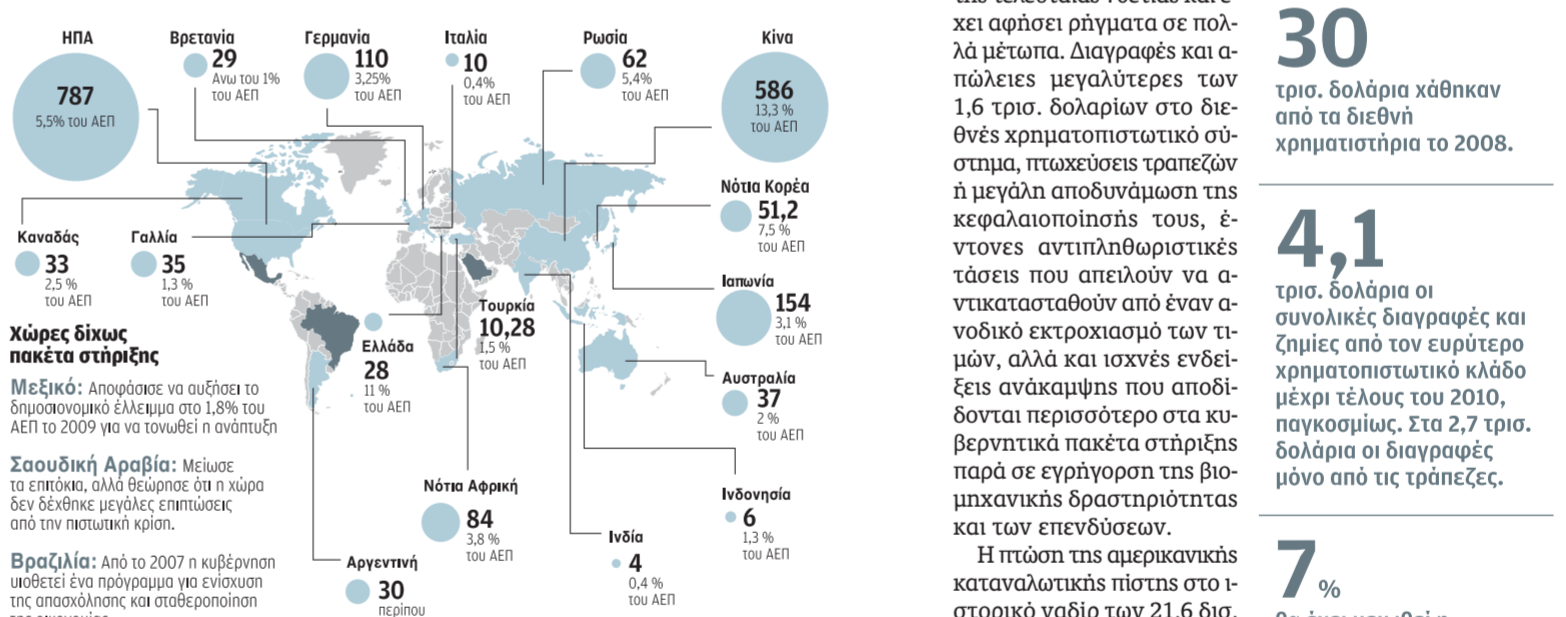 ΗΠΑ
787
5,5% του ΑΕΠ
Βρετανία
29
Ανω του 1%
του ΑΕΠ
Γερμανία
110
3,25%
του ΑΕΠ
Ιταλία
10
0,4%
του ΑΕΠ
Ρωσία
62
5,4%
του ΑΕΠ
Κίνα
586
13,3 %
του ΑΕΠ
Νότια Κορέα
51,2
7,5 %
του ΑΕΠ
Καναδάς
33
2,5 %
του ΑΕΠ
Γαλλία
35
1,3 %
του ΑΕΠ
Ιαπωνία
154
3,1 %
του ΑΕΠ
Τουρκία
10,28
1,5 %
του ΑΕΠ
Ελλάδα
28
11 %
του ΑΕΠ
Αυστραλία
37
2 %
του ΑΕΠ
Νότια Αφρική
84
3,8 %
του ΑΕΠ
Ινδονησία
6
1,3 %
του ΑΕΠ
Ινδία
4
0,4 %
του ΑΕΠ
Αργεντινή
30
περίπου
Χώρες δίχως
πακέτα στήριξης
Μεξικό: Αποφάσισε να αυξήσει το
δημοσιονομικό έλλειμμα στο 1,8% του
ΑΕΠ το 2009 για να τονωθεί η ανάπτυξη
Σαουδική Αραβία: Μείωσε
τα επιτόκια, αλλά θεώρησε ότι η χώρα
δεν δέχθηκε μεγάλες επιπτώσεις
από την πιστωτική κρίση.
Βραζιλία: Από το 2007 η κυβέρνηση
υιοθετεί ένα πρόγραμμα για ενίσχυση
της απασχόλησης και σταθεροποίηση
χει αφήσει ρήγματα σε πολ-
λά μέτωπα. Διαγραφές και α-
πώλειες μεγαλύτερες των
1,6 τρισ. δολαρίων στο διε-
θνές χρηματοπιστωτικό σύ-
στημα, πτωχεύσεις τραπεζών
ή μεγάλη αποδυνάμωση της
κεφαλαιοποίησής τους, έ-
ντονες αντιπληθωριστικές
τάσεις που απειλούν να α-
ντικατασταθούν από έναν α-
νοδικό εκτροχιασμό των τι-
μών, αλλά και ισχνές ενδεί-
ξεις ανάκαμψης που αποδί-
δονται περισσότερο στα κυ-
βερνητικά πακέτα στήριξης
παρά σε εγρήγορση της βιο-
μηχανικής δραστηριότητας
και των επενδύσεων.
Η πτώση της αμερικανικής
καταναλωτικής πίστης στο ι-
στορικό ναδίρ των 21,6 δισ.
30
τρισ. δολάρια χάθηκαν
από τα διεθνή
χρηματιστήρια το 2008.
4,1
τρισ. δολάρια οι
συνολικές διαγραφές και
ζημίες από τον ευρύτερο
χρηματοπιστωτικό κλάδο
μέχρι τέλους του 2010,
παγκοσμίως. Στα 2,7 τρισ.
δολάρια οι διαγραφές
μόνο από τις τράπεζες.
7%